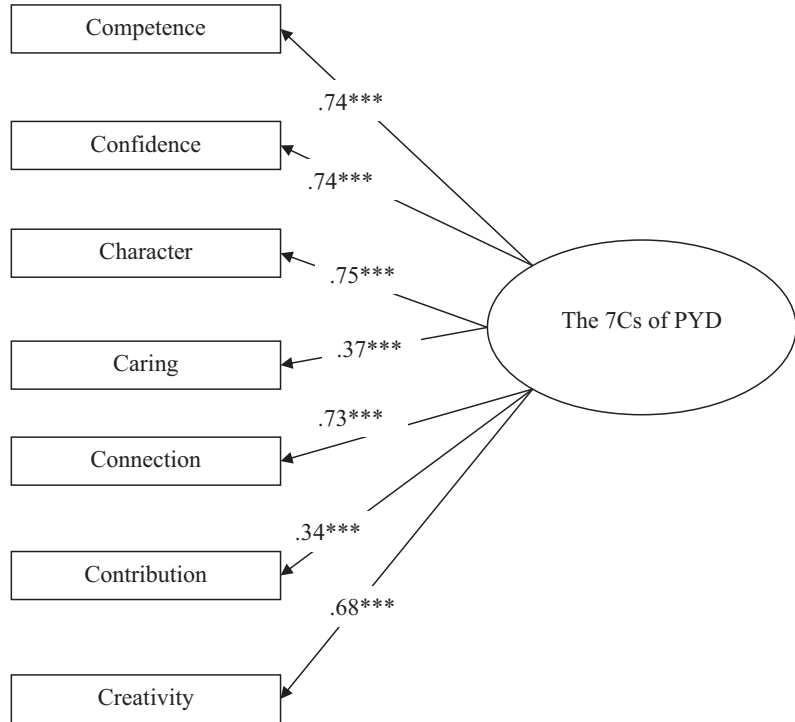 Competence
.74***
Confidence
.74***
Character
.75***
The 7Cs of PYD
.37***
Caring
.73***
Connection
.34***
Contribution
.68***
Creativity